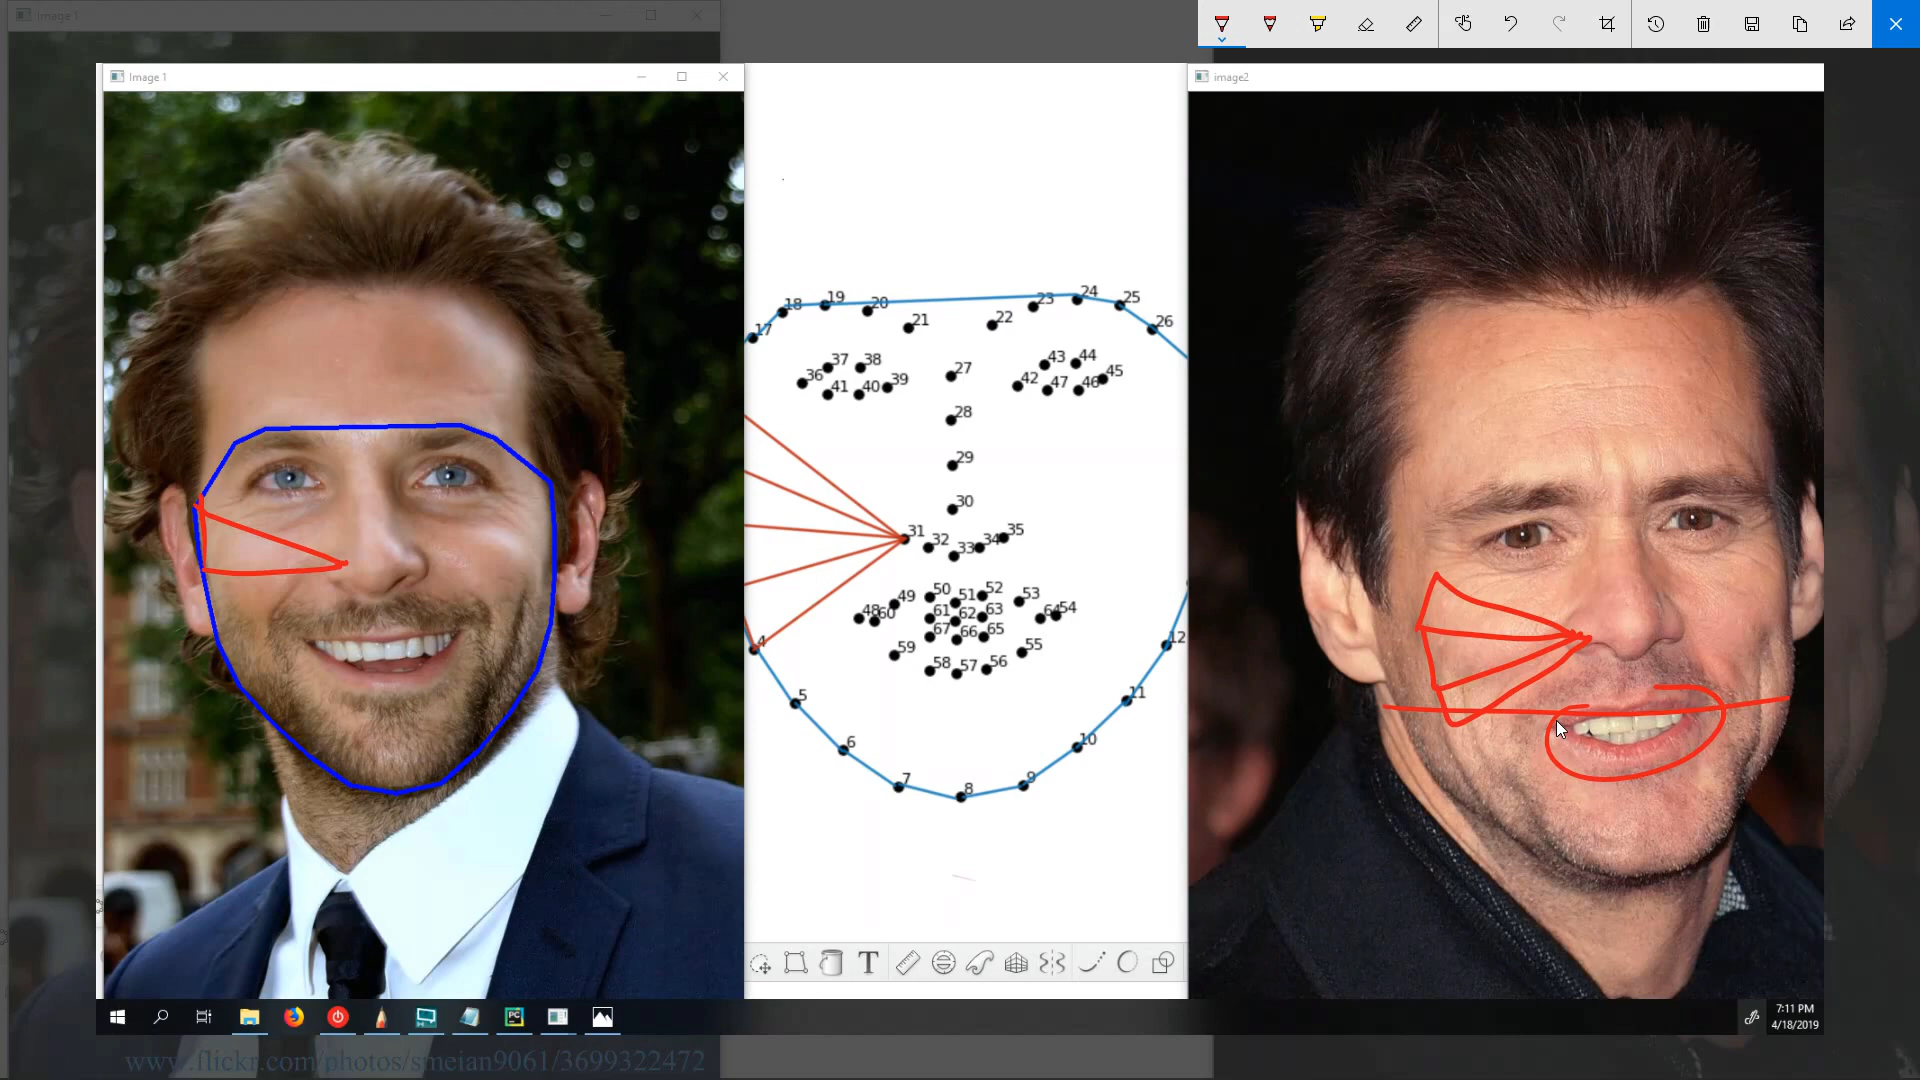 Image 1
Image 1
image2
17 18 19 20 21 22 23 24 25 26
36 37 38 39 40 41 42 43 44 45 46 47
27
28
29
30
31 32 33 34 35
48 49 50 51 52 53 54 55 56 57 58 59
60 61 62 63 64 65 66 67
4
5
6
7
8
9
10
11
12
T
PC
7:11 PM
4/18/2019
www.flickr.com/photos/smeian9061/3699322472